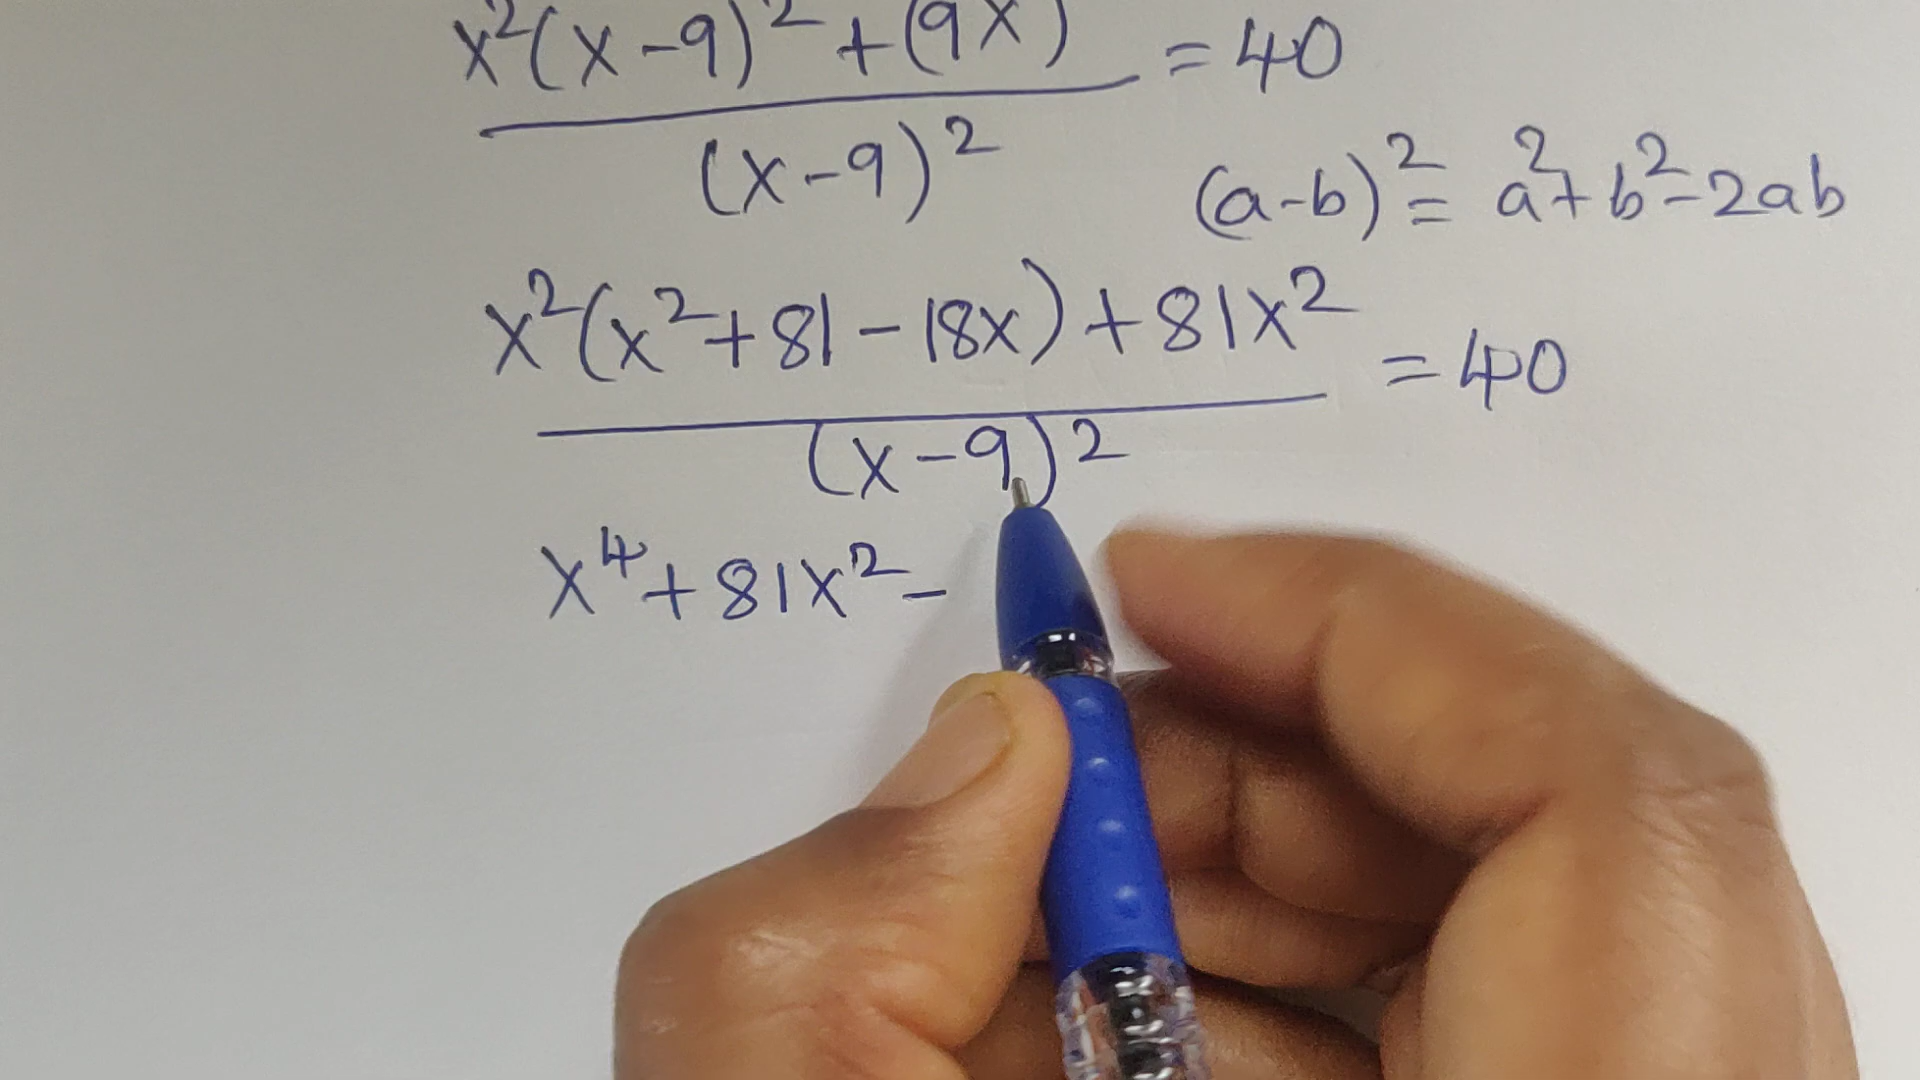 x²(x-9)² + (9x) = 40
(x-9)²
(a-b)² = a² + b² - 2ab
x²(x² + 81 - 18x) + 81x² = 40
(x-9)²
x⁴ + 81x² -